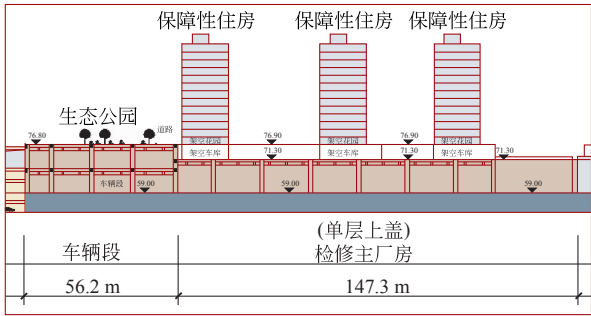 保障性住房 保障性住房 保障性住房
生态公园
道路
76.80 76.90 76.90
架空花园 架空花园 架空花园
架空车库 71.30 架空车库 71.30 架空车库 71.30
车辆段 59.00 59.00 59.00
(单层上盖)
车辆段 检修主厂房
56.2 m 147.3 m